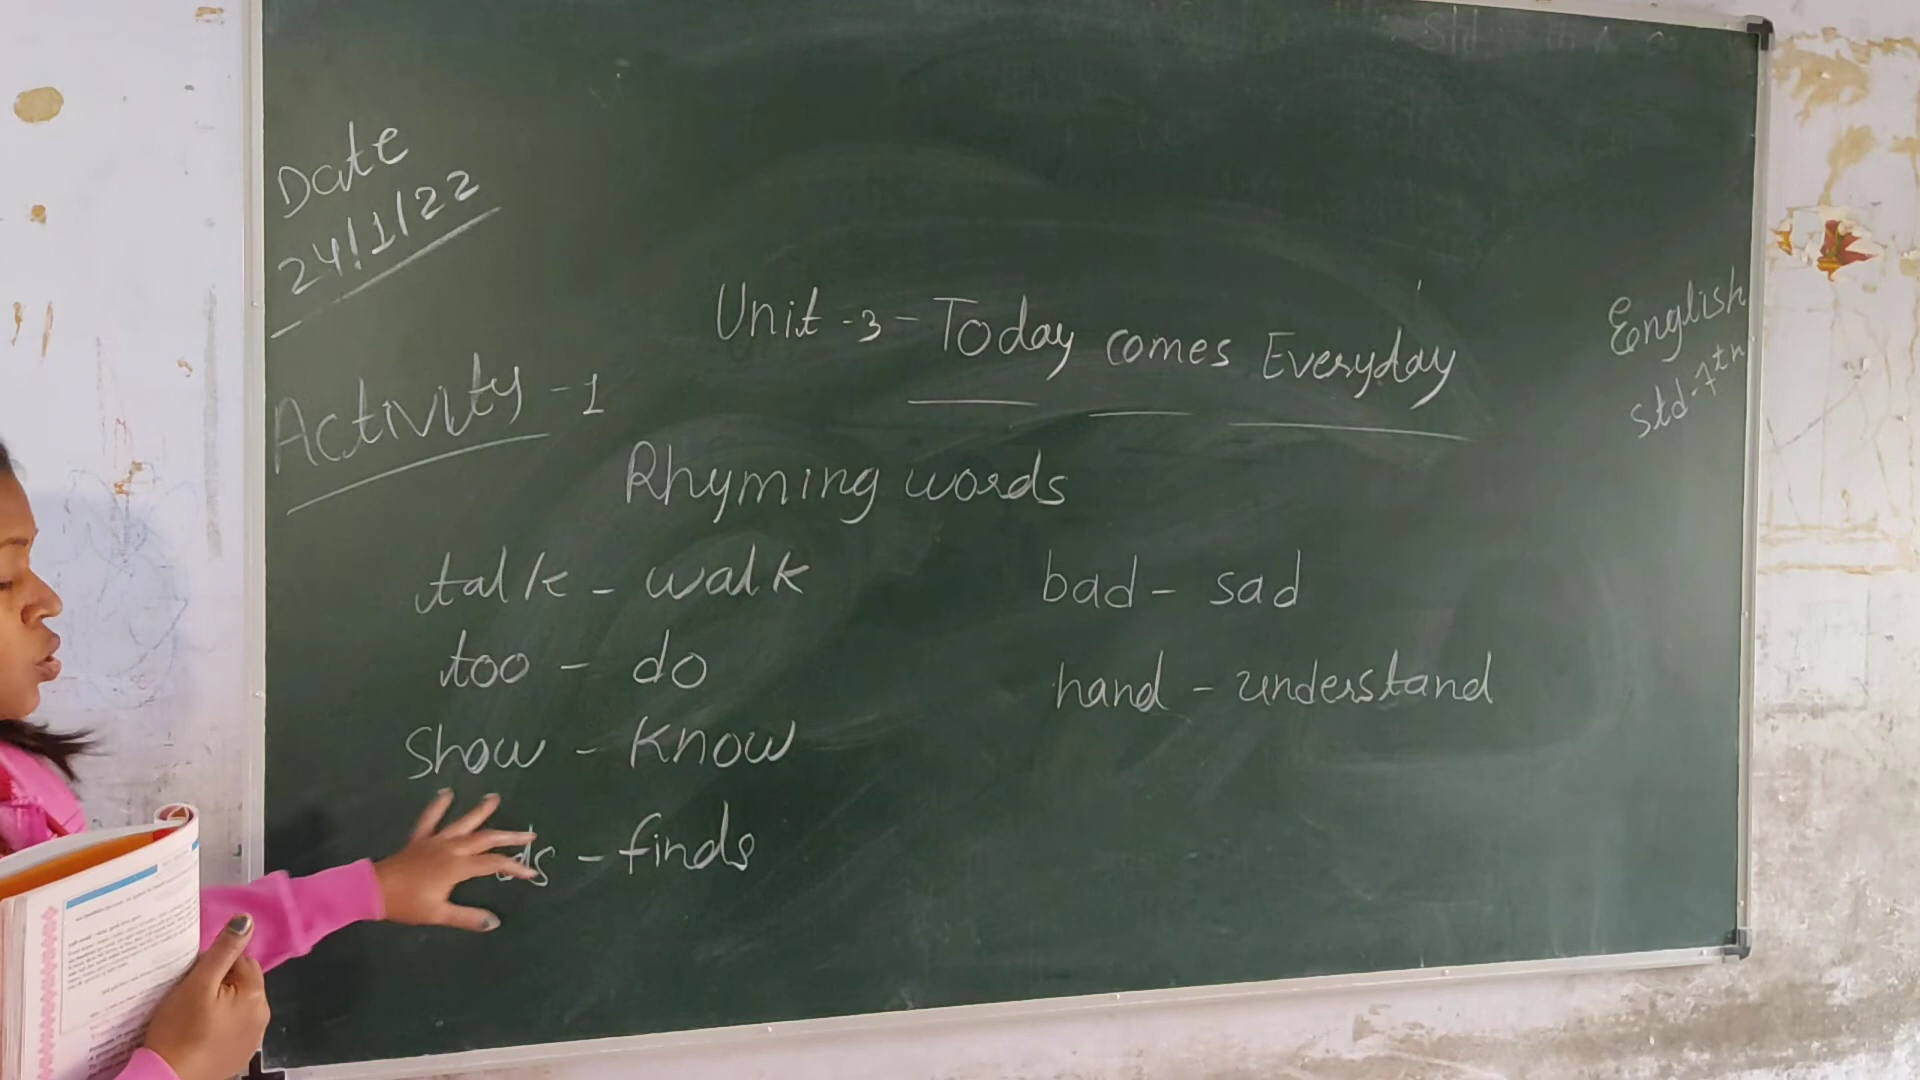 Date
24/1/22
Unit-3-Today comes Everyday
English
std-7th
Activity-1
Rhyming words
talk - walk
too - do
Show - Know
ds - finds
bad - sad
hand - understand